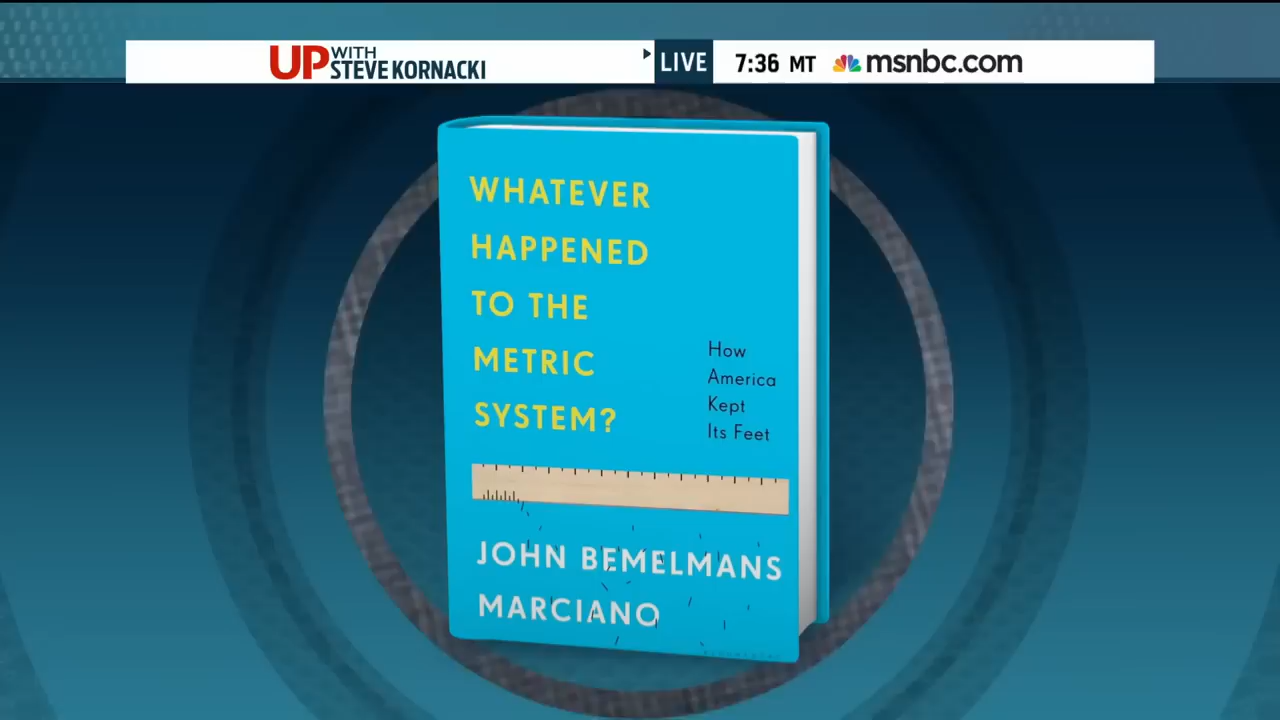 UP WITH
STEVE KORNACKI
LIVE
7:36 MT
msnbc.com
WHATEVER
HAPPENED
TO THE
METRIC
SYSTEM?
How
America
Kept
Its Feet
JOHN BEMELMANS
MARCIANO